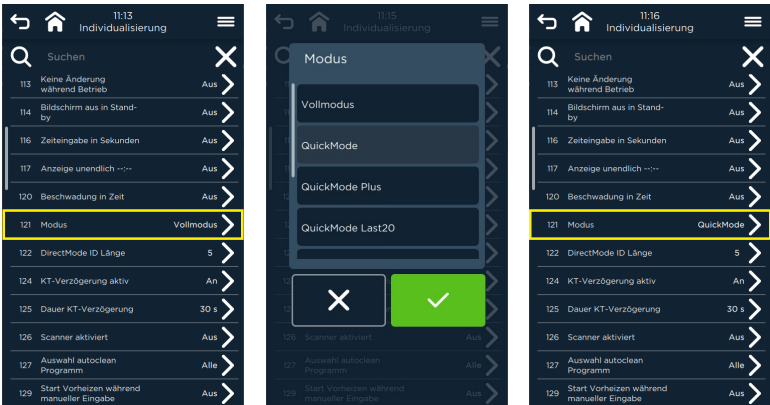 11:13
Individualisierung
Suchen
113 Keine Änderung
während Betrieb Aus
114 Bildschirm aus in Stand-
by Aus
116 Zeiteingabe in Sekunden Aus
117 Anzeige unendlich --:-- Aus
120 Beschwadung in Zeit Aus
121 Modus Vollmodus
122 DirectMode ID Länge 5
124 KT-Verzögerung aktiv An
125 Dauer KT-Verzögerung 30 s
126 Scanner aktiviert Aus
127 Auswahl autoclean
Programm Alle
129 Start Vorheizen während
manueller Eingabe Aus
11:15
Individualisierung
Modus
Vollmodus
QuickMode
QuickMode Plus
QuickMode Last20
126 Scanner aktiviert Aus
127 Auswahl autoclean
Programm Alle
129 Start Vorheizen während
manueller Eingabe Aus
11:16
Individualisierung
Suchen
113 Keine Änderung
während Betrieb Aus
114 Bildschirm aus in Stand-
by Aus
116 Zeiteingabe in Sekunden Aus
117 Anzeige unendlich --:-- Aus
120 Beschwadung in Zeit Aus
121 Modus QuickMode
122 DirectMode ID Länge 5
124 KT-Verzögerung aktiv An
125 Dauer KT-Verzögerung 30 s
126 Scanner aktiviert Aus
127 Auswahl autoclean
Programm Alle
129 Start Vorheizen während
manueller Eingabe Aus